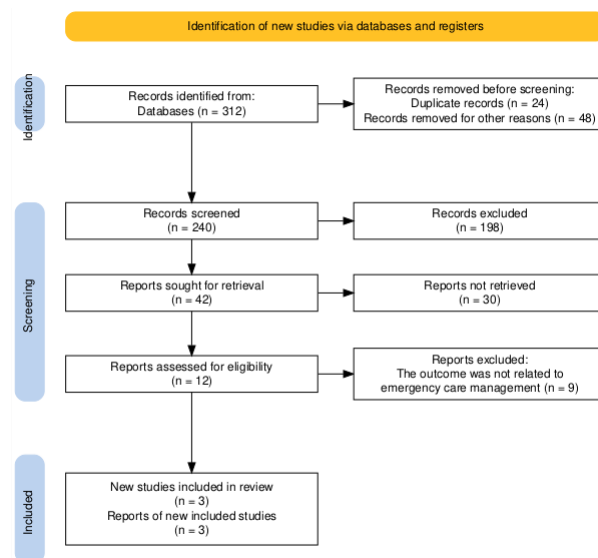 Identification of new studies via databases and registers
Identification
Records identified from:
Databases (n = 312)
Records removed before screening:
Duplicate records (n = 24)
Records removed for other reasons (n = 48)
Screening
Records screened
(n = 240)
Records excluded
(n = 198)
Reports sought for retrieval
(n = 42)
Reports not retrieved
(n = 30)
Reports assessed for eligibility
(n = 12)
Reports excluded:
The outcome was not related to
emergency care management (n = 9)
Included
New studies included in review
(n = 3)
Reports of new included studies
(n = 3)